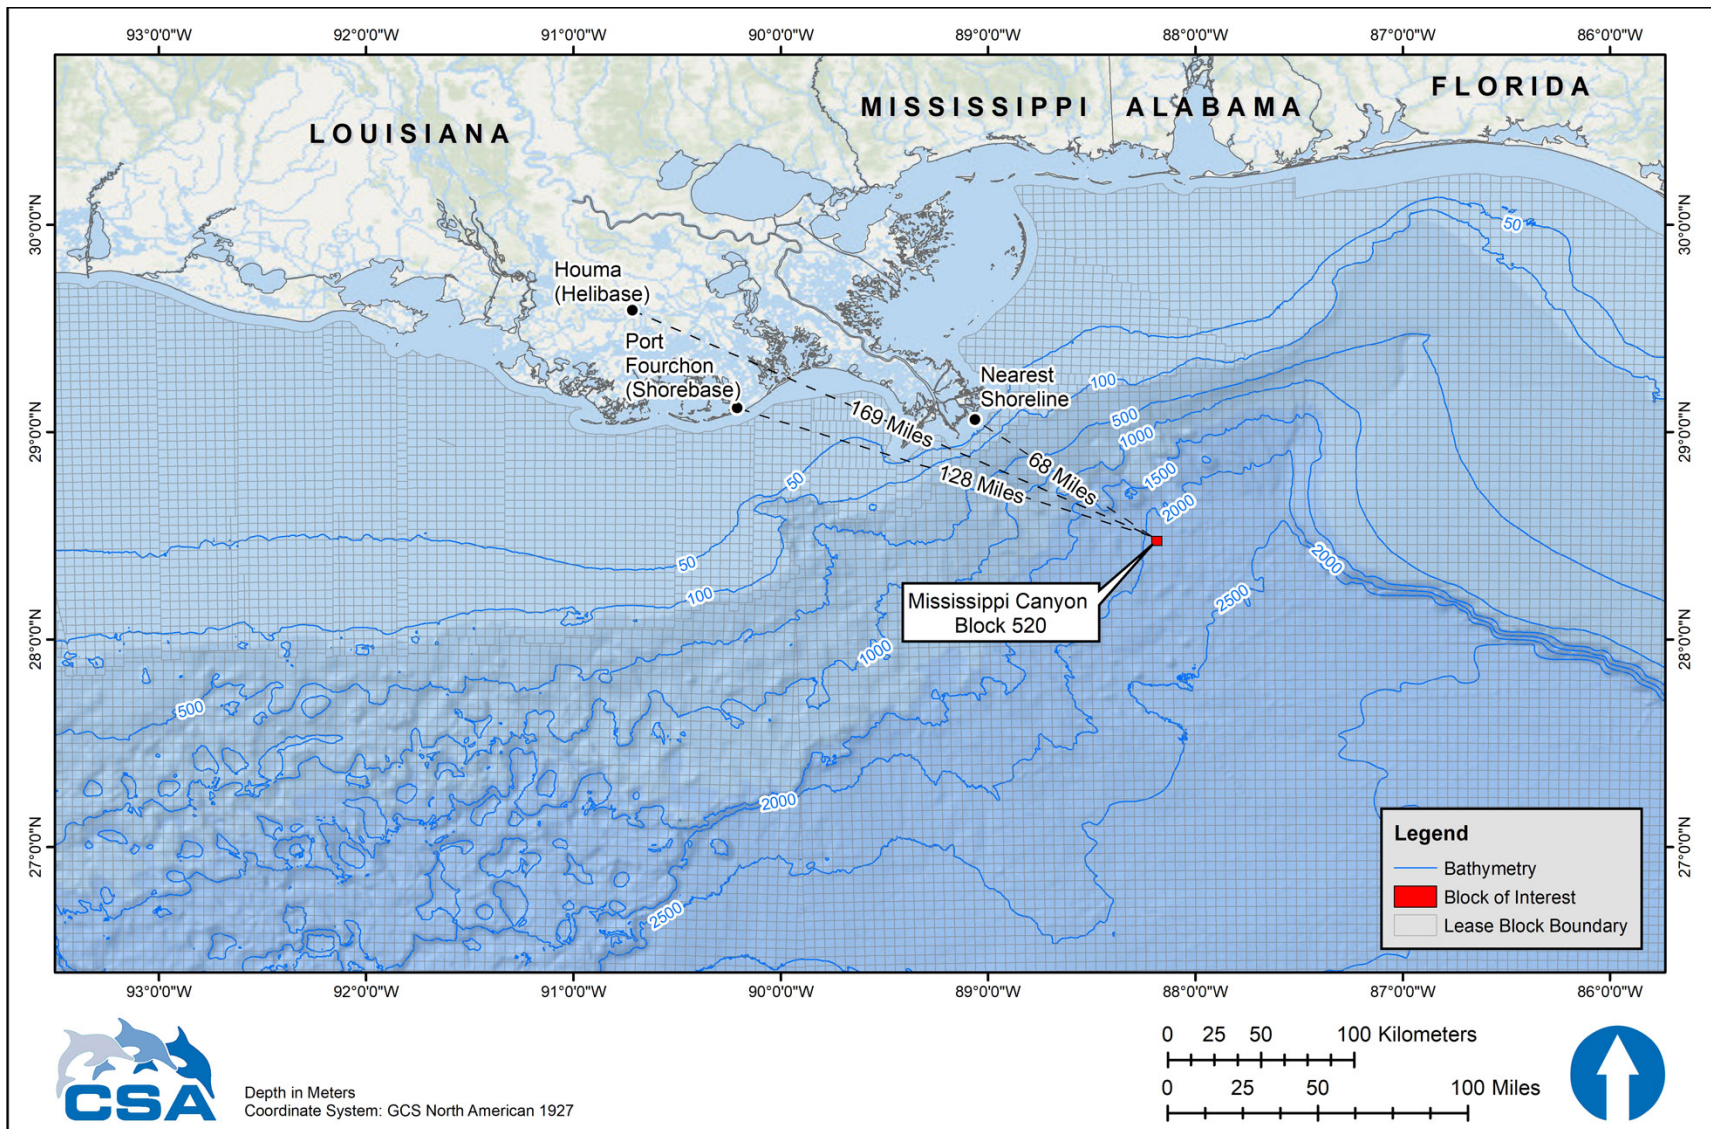 93°0'0"W 92°0'0"W 91°0'0"W 90°0'0"W 89°0'0"W 88°0'0"W 87°0'0"W 86°0'0"W
FLORIDA
MISSISSIPPI ALABAMA
LOUISIANA
30°0'0"N
30°0'0"N
50
Houma
(Helibase)
Port
Fourchon
(Shorebase)
Nearest
Shoreline
100
169 Miles
500
1000
68 Miles
128 Miles
1500
50
2000
50
2000
100
2500
29°0'0"N
29°0'0"N
Mississippi Canyon
Block 520
28°0'0"N
28°0'0"N
1000
500
2000
2500
27°0'0"N
27°0'0"N
Legend
Bathymetry
Block of Interest
Lease Block Boundary
93°0'0"W 92°0'0"W 91°0'0"W 90°0'0"W 89°0'0"W 88°0'0"W 87°0'0"W 86°0'0"W
CSA
Depth in Meters
Coordinate System: GCS North American 1927
0 25 50 100 Kilometers
0 25 50 100 Miles